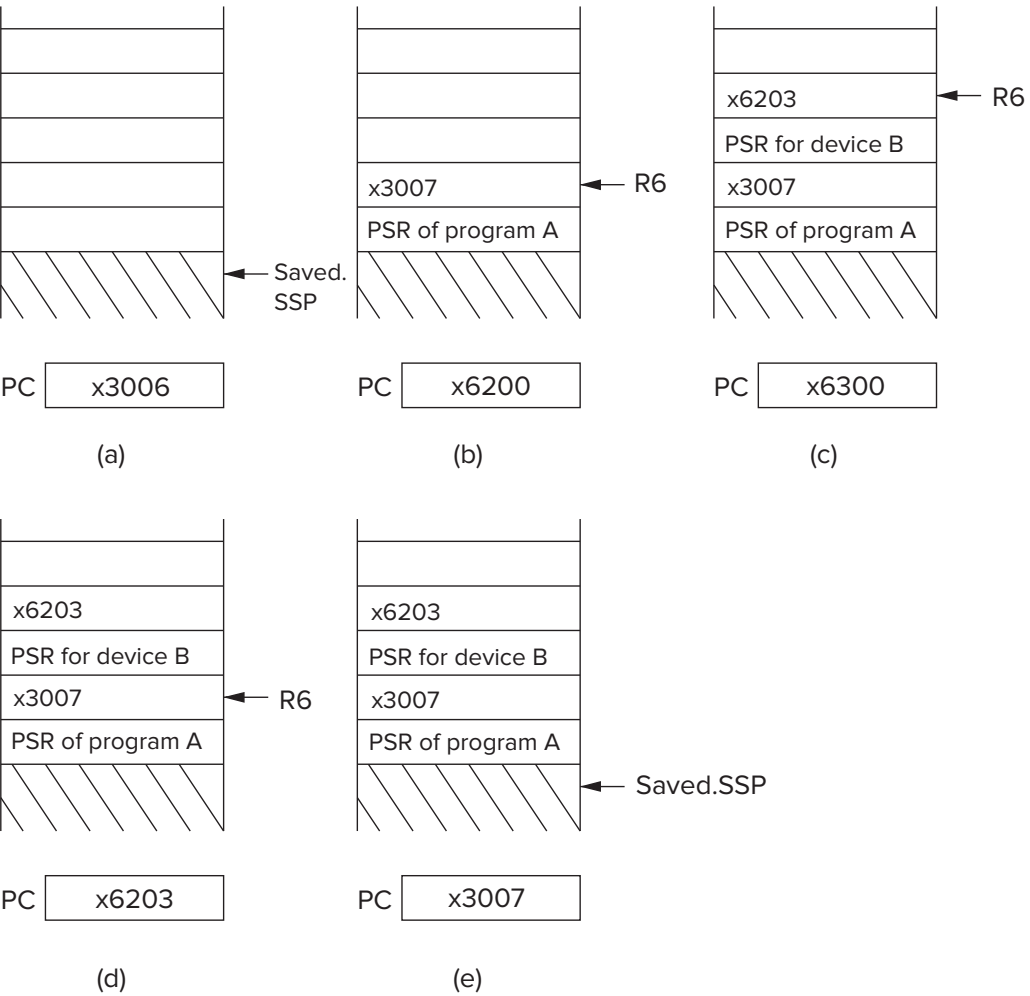 x6203
R6
PSR for device B
x3007
R6
x3007
PSR of program A
PSR of program A
Saved.
SSP
PC x3006
PC x6200
PC x6300
(a)
(b)
(c)
x6203
x6203
PSR for device B
PSR for device B
x3007
R6
x3007
PSR of program A
PSR of program A
Saved.SSP
PC x6203
PC x3007
(d)
(e)